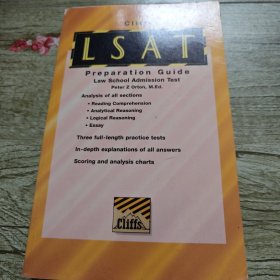 Cliffs
LSAT
Preparation Guide
Law School Admission Test
Peter Z Orton, M.Ed.
Analysis of all sections
• Reading Comprehension
• Analytical Reasoning
• Logical Reasoning
• Essay
Three full-length practice tests
In-depth explanations of all answers
Scoring and analysis charts
Cliffs